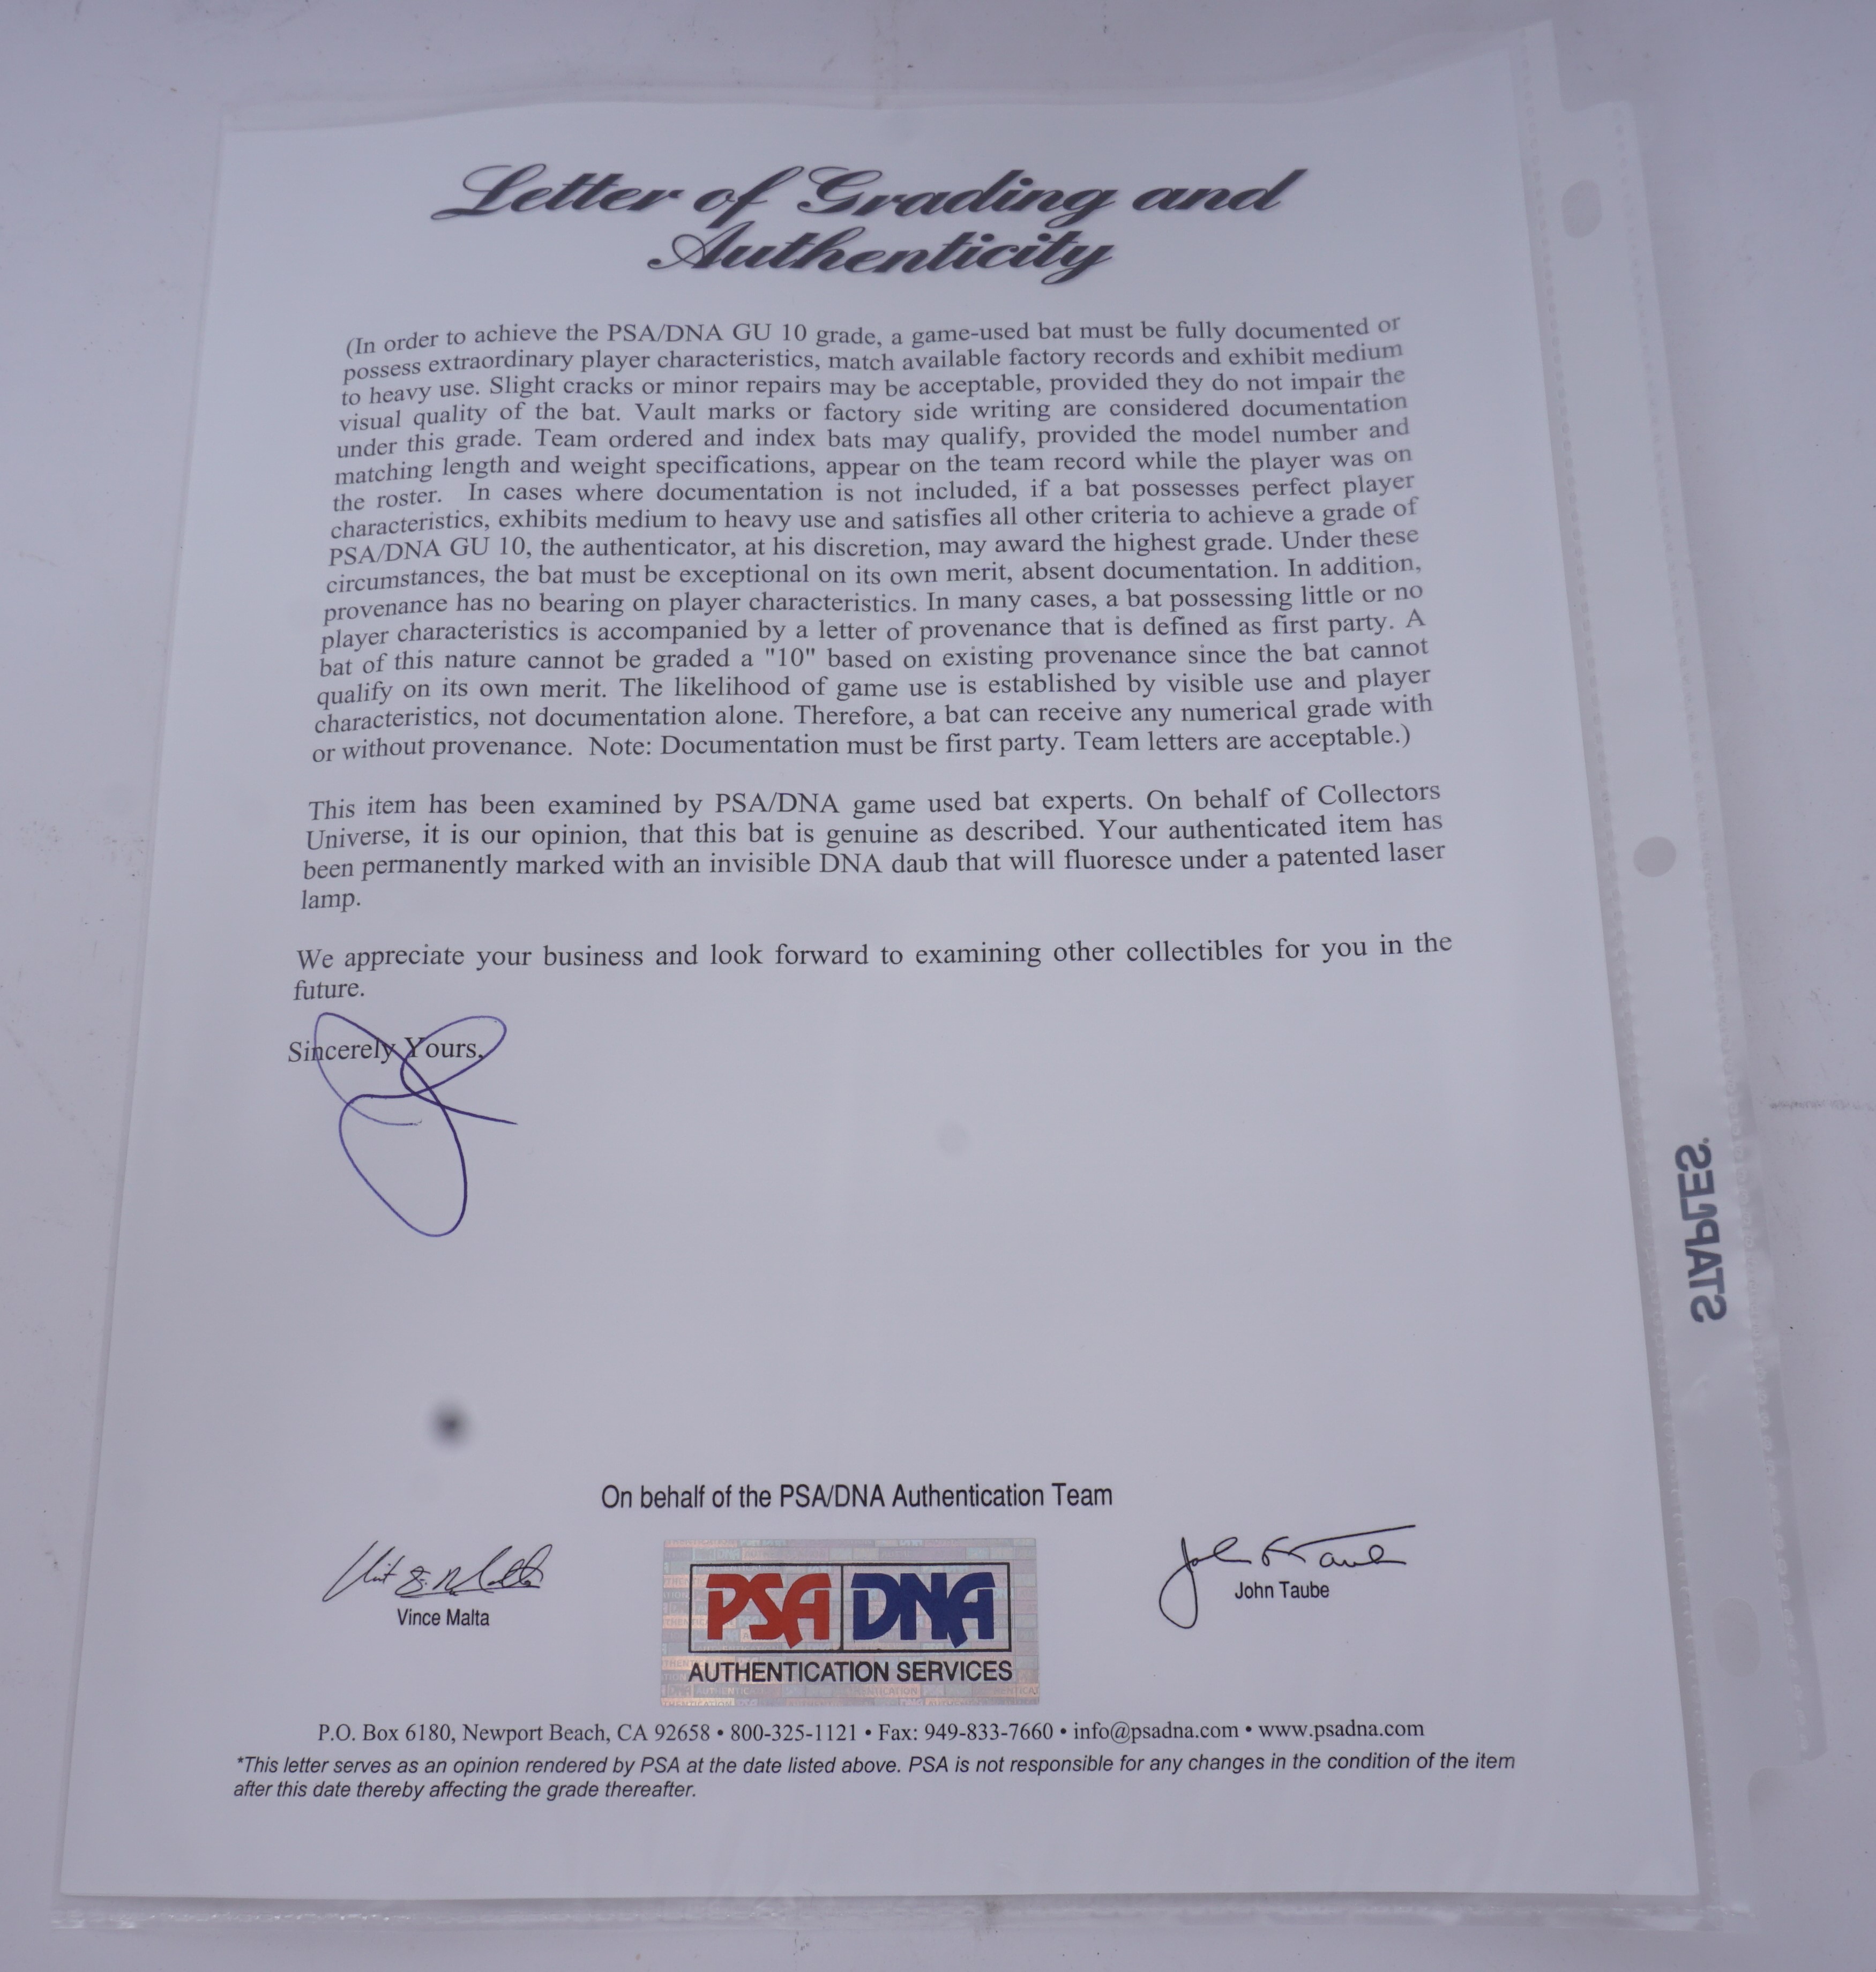 Letter of Grading and
Authenticity
(In order to achieve the PSA/DNA GU 10 grade, a game-used bat must be fully documented or
possess extraordinary player characteristics, match available factory records and exhibit medium
to heavy use. Slight cracks or minor repairs may be acceptable, provided they do not impair the
visual quality of the bat. Vault marks or factory side writing are considered documentation
under this grade. Team ordered and index bats may qualify, provided the model number and
matching length and weight specifications, appear on the team record while the player was on
the roster. In cases where documentation is not included, if a bat possesses perfect player
characteristics, exhibits medium to heavy use and satisfies all other criteria to achieve a grade of
PSA/DNA GU 10, the authenticator, at his discretion, may award the highest grade. Under these
circumstances, the bat must be exceptional on its own merit, absent documentation. In addition,
provenance has no bearing on player characteristics. In many cases, a bat possessing little or no
player characteristics is accompanied by a letter of provenance that is defined as first party. A
bat of this nature cannot be graded a "10" based on existing provenance since the bat cannot
qualify on its own merit. The likelihood of game use is established by visible use and player
characteristics, not documentation alone. Therefore, a bat can receive any numerical grade with
or without provenance. Note: Documentation must be first party. Team letters are acceptable.)
This item has been examined by PSA/DNA game used bat experts. On behalf of Collectors
Universe, it is our opinion, that this bat is genuine as described. Your authenticated item has
been permanently marked with an invisible DNA daub that will fluoresce under a patented laser
lamp.
We appreciate your business and look forward to examining other collectibles for you in the
future.
Sincerely Yours,
STAPLES
On behalf of the PSA/DNA Authentication Team
Vince Malta
PSA DNA
AUTHENTICATION SERVICES
John Taube
John Taube
P.O. Box 6180, Newport Beach, CA 92658 • 800-325-1121 • Fax: 949-833-7660 • info@psadna.com • www.psadna.com
*This letter serves as an opinion rendered by PSA at the date listed above. PSA is not responsible for any changes in the condition of the item
after this date thereby affecting the grade thereafter.